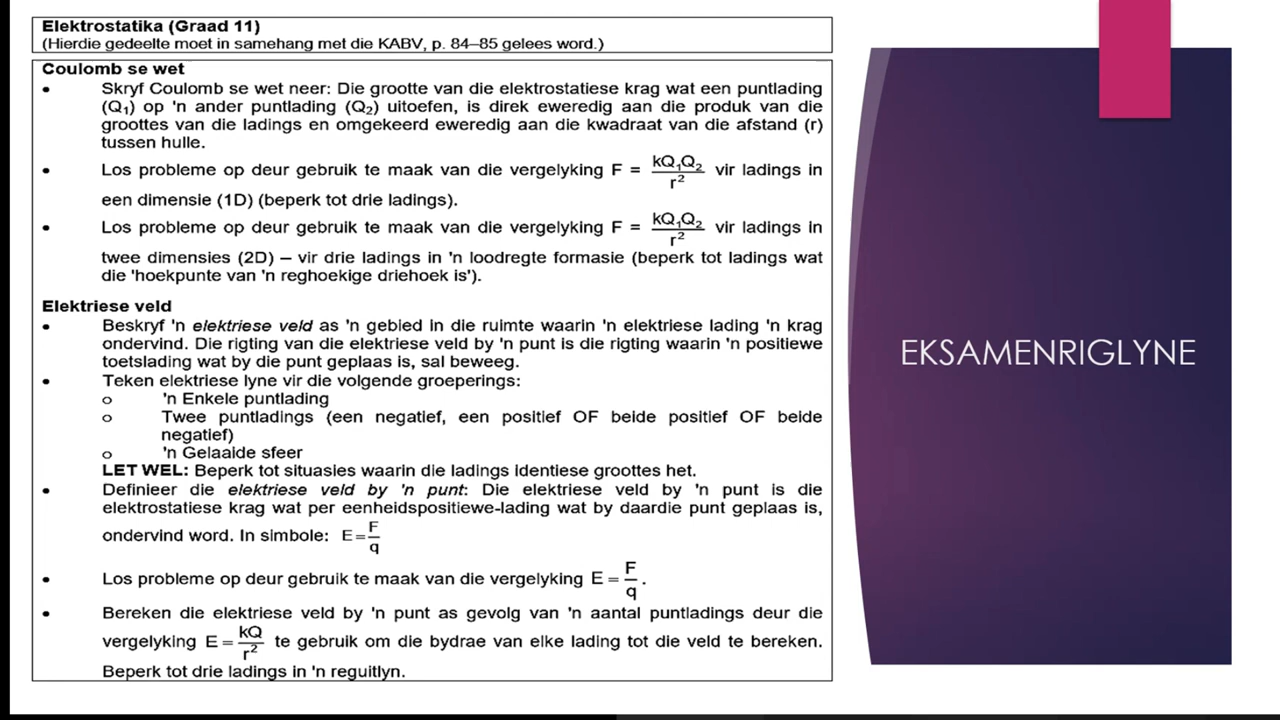 Elektrostatika (Graad 11)
(Hierdie gedeelte moet in samehang met die KABV, p. 84–85 gelees word.)
Coulomb se wet
• Skryf Coulomb se wet neer: Die grootte van die elektrostatiese krag wat een puntlading
(Q₁) op 'n ander puntlading (Q₂) uitoefen, is direk eweredig aan die produk van die
groottes van die ladings en omgekeerd eweredig aan die kwadraat van die afstand (r)
tussen hulle.
• Los probleme op deur gebruik te maak van die vergelyking F = kQ₁Q₂/r² vir ladings in
een dimensie (1D) (beperk tot drie ladings).
• Los probleme op deur gebruik te maak van die vergelyking F = kQ₁Q₂/r² vir ladings in
twee dimensies (2D) – vir drie ladings in 'n loodregte formasie (beperk tot ladings wat
die 'hoekpunte van 'n reghoekige driehoek is').
Elektriese veld
• Beskryf 'n elektriese veld as 'n gebied in die ruimte waarin 'n elektriese lading 'n krag
ondervind. Die rigting van die elektriese veld by 'n punt is die rigting waarin 'n positiewe
toetslading wat by die punt geplaas is, sal beweeg.
• Teken elektriese lyne vir die volgende groeperings:
o 'n Enkele puntlading
o Twee puntladings (een negatief, een positief OF beide positief OF beide
negatief)
o 'n Gelaaide sfeer
LET WEL: Beperk tot situasies waarin die ladings identiese groottes het.
• Definieer die elektriese veld by 'n punt: Die elektriese veld by 'n punt is die
elektrostatiese krag wat per eenheidspositiewe-lading wat by daardie punt geplaas is,
ondervind word. In simbole: E = F/q
• Los probleme op deur gebruik te maak van die vergelyking E = F/q.
• Bereken die elektriese veld by 'n punt as gevolg van 'n aantal puntladings deur die
vergelyking E = kQ/r² te gebruik om die bydrae van elke lading tot die veld te bereken.
Beperk tot drie ladings in 'n reguitlyn.
EKSAMENRIGLYNE